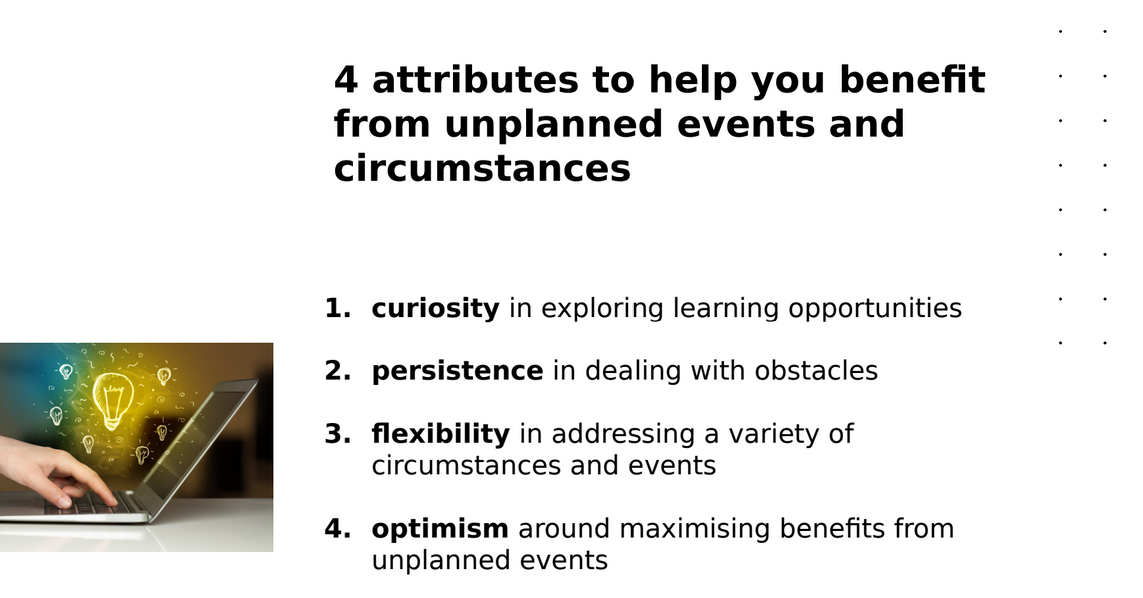 4 attributes to help you benefit
from unplanned events and
circumstances
1. curiosity in exploring learning opportunities
2. persistence in dealing with obstacles
3. flexibility in addressing a variety of
circumstances and events
4. optimism around maximising benefits from
unplanned events